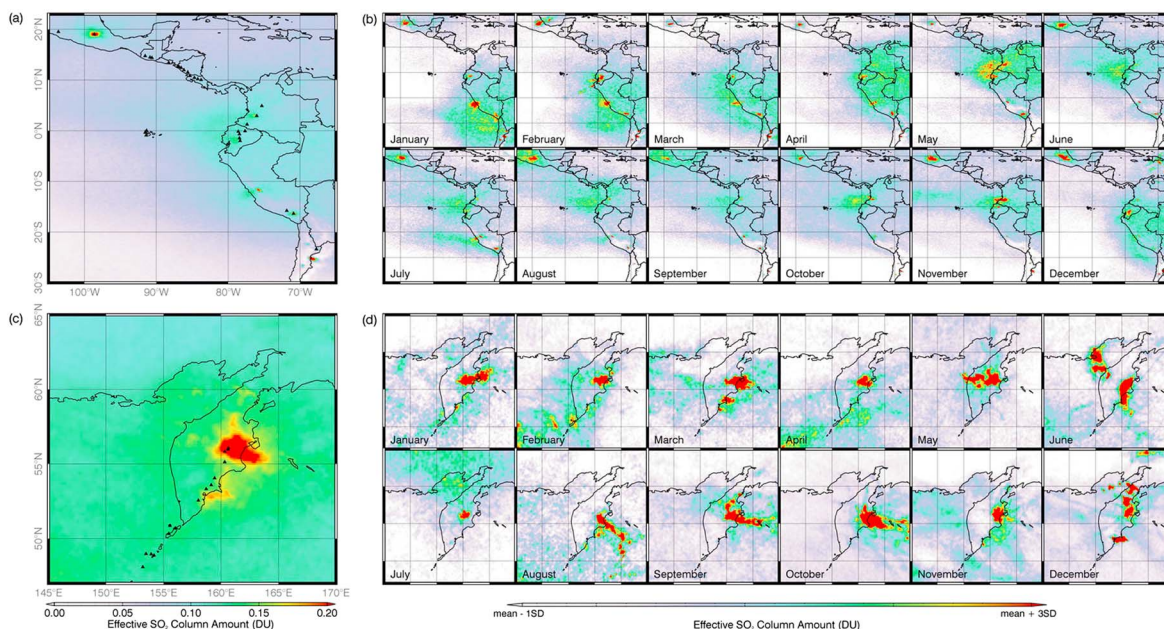 (a)
20°N
10°N
0°N
10°S
20°S
30°S
100°W
90°W
80°W
70°W
(b)
January
February
March
April
May
June
July
August
September
October
November
December
(c)
65°N
60°N
55°N
50°N
145°E
150°E
155°E
160°E
165°E
170°E
0.00
0.05
0.10
0.15
0.20
Effective SO₂ Column Amount (DU)
(d)
January
February
March
April
May
June
July
August
September
October
November
December
mean - 1SD
mean + 3SD
Effective SO₂ Column Amount (DU)